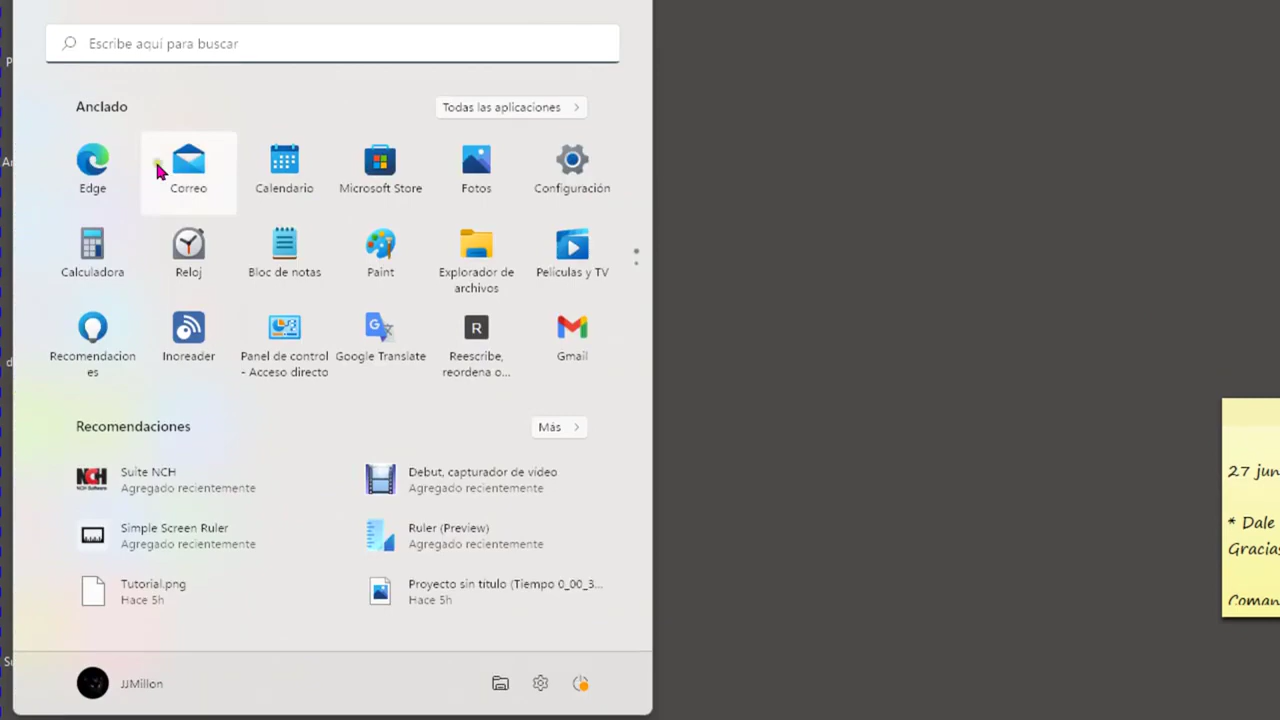 Escribe aquí para buscar
Anclado
Todas las aplicaciones
Edge
Correo
Calendario
Microsoft Store
Fotos
Configuración
Calculadora
Reloj
Bloc de notas
Paint
Explorador de
archivos
Películas y TV
Recomendacion
es
Inoreader
Panel de control
- Acceso directo
Google Translate
R
Reescribe,
reordena o...
Gmail
Recomendaciones
Más
NCH
NCH Software
Suite NCH
Agregado recientemente
Debut, capturador de vídeo
Agregado recientemente
Simple Screen Ruler
Agregado recientemente
Ruler (Preview)
Agregado recientemente
Tutorial.png
Hace 5h
Proyecto sin título (Tiempo 0_00_3...
Hace 5h
JJMillon
27 jun
* Dale
Gracias
Coman